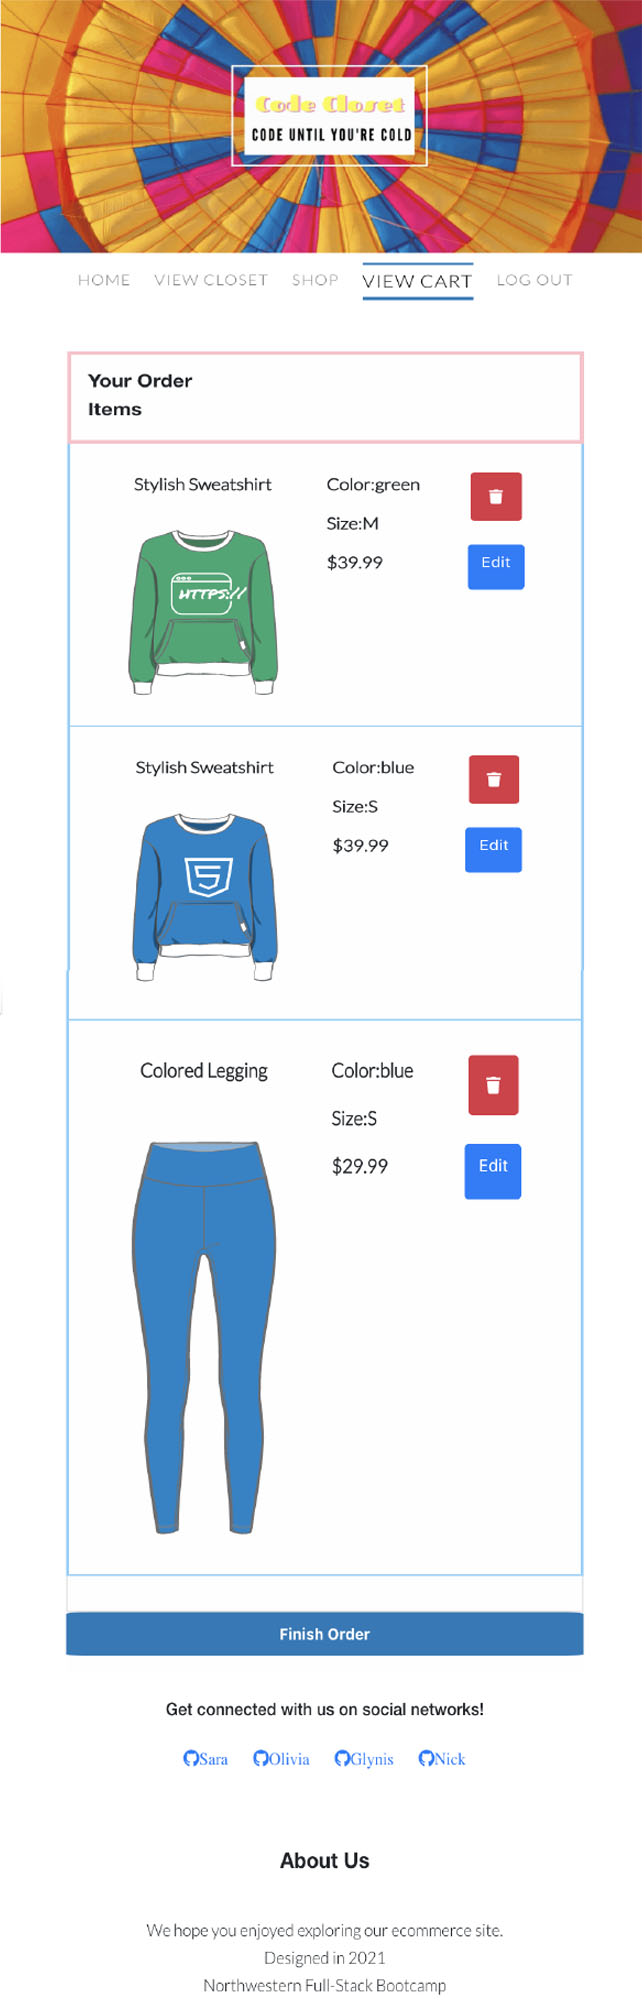 Code Closet
CODE UNTIL YOU'RE COLD
HOME VIEW CLOSET SHOP VIEW CART LOG OUT
Your Order
Items
Stylish Sweatshirt
Color:green
Size:M
$39.99
Edit
HTTPS://
Stylish Sweatshirt
Color:blue
Size:S
$39.99
Edit
5
Colored Legging
Color:blue
Size:S
$29.99
Edit
Finish Order
Get connected with us on social networks!
Sara Olivia Glynis Nick
About Us
We hope you enjoyed exploring our ecommerce site.
Designed in 2021
Northwestern Full-Stack Bootcamp